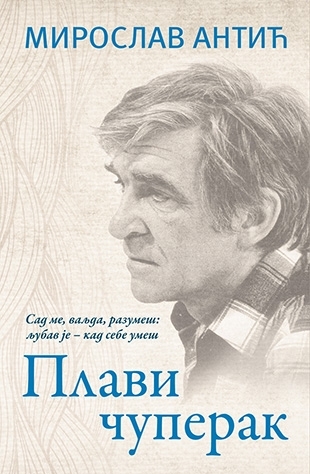 МИРОСЛАВ АНТИЋ
Сад ме, ваљда, разумеш:
љубав је – кад себе умеш
Плави
чуперак